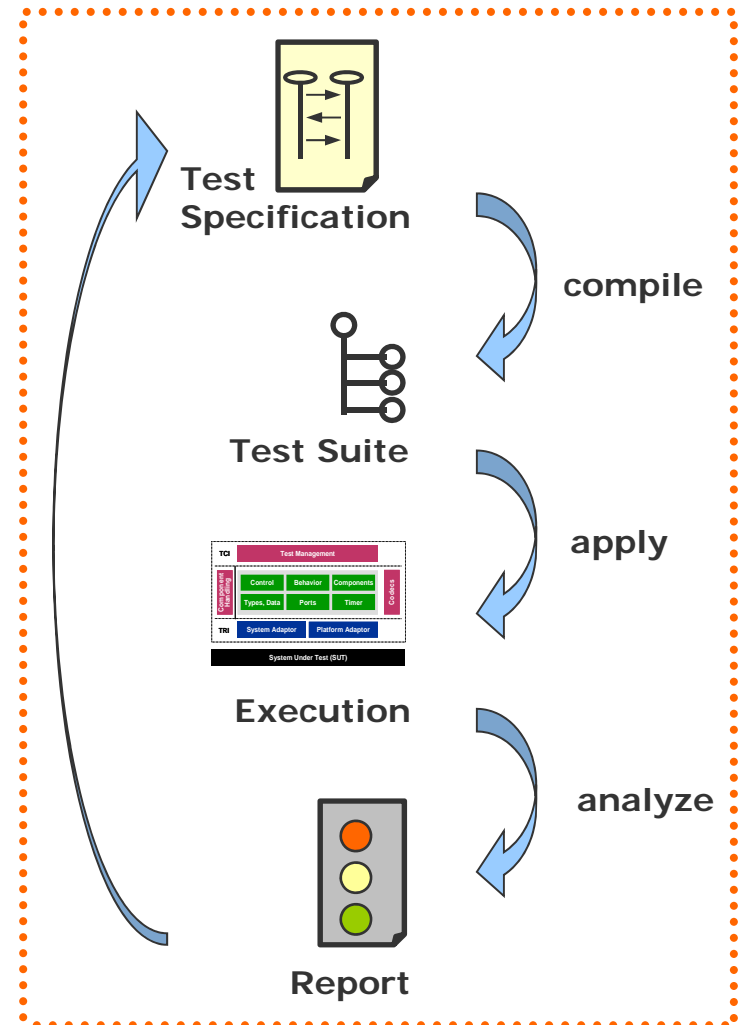 Test
Specification
compile
Test Suite
apply
TCI
Test Management
Component
Handling
Control Behavior Components
Types, Data Ports Timer
Codecs
TRI
System Adaptor Platform Adaptor
System Under Test (SUT)
Execution
analyze
Report